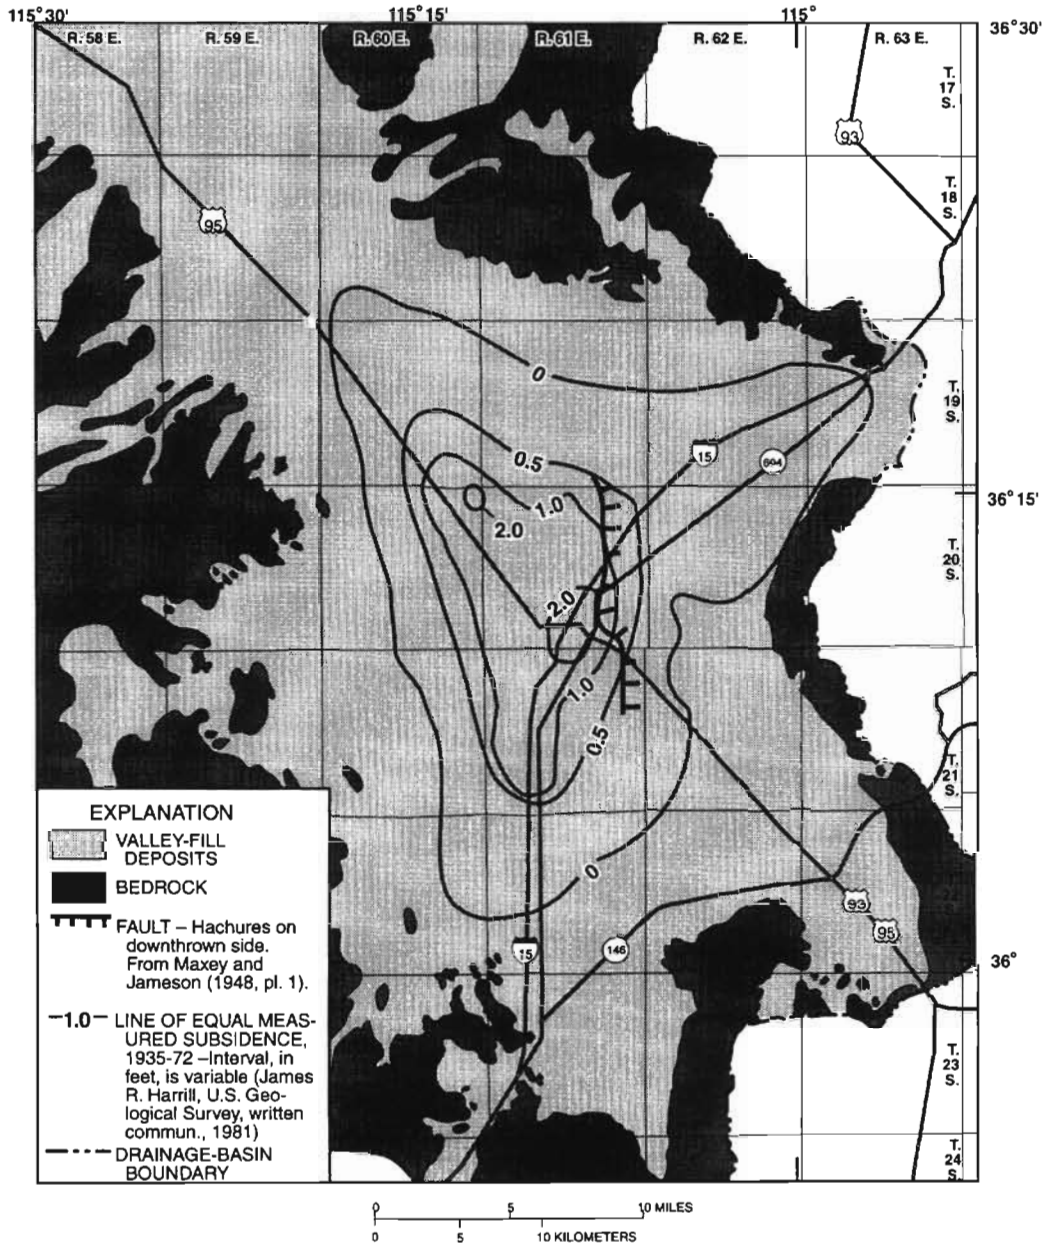 115°30'
115°15'
115°
36°30'
R.58 E.
R.59 E.
R.60 E.
R.61 E.
R.62 E.
R.63 E.
T.
17
S.
93
T.
18
S.
95
0
T.
19
S.
0.5
15
604
1.0
36°15'
2.0
T.
20
S.
2.0
1.0
0.5
T.
21
S.
0
93
95
15
146
36°
T.
23
S.
T.
24
S.
EXPLANATION
VALLEY-FILL
DEPOSITS
BEDROCK
FAULT – Hachures on
downthrown side.
From Maxey and
Jameson (1948, pl. 1).
1.0
LINE OF EQUAL MEAS-
URED SUBSIDENCE,
1935-72 –Interval, in
feet, is variable (James
R. Harrill, U.S. Geo-
logical Survey, written
commun., 1981)
DRAINAGE-BASIN
BOUNDARY
0 5 10 MILES
0 5 10 KILOMETERS